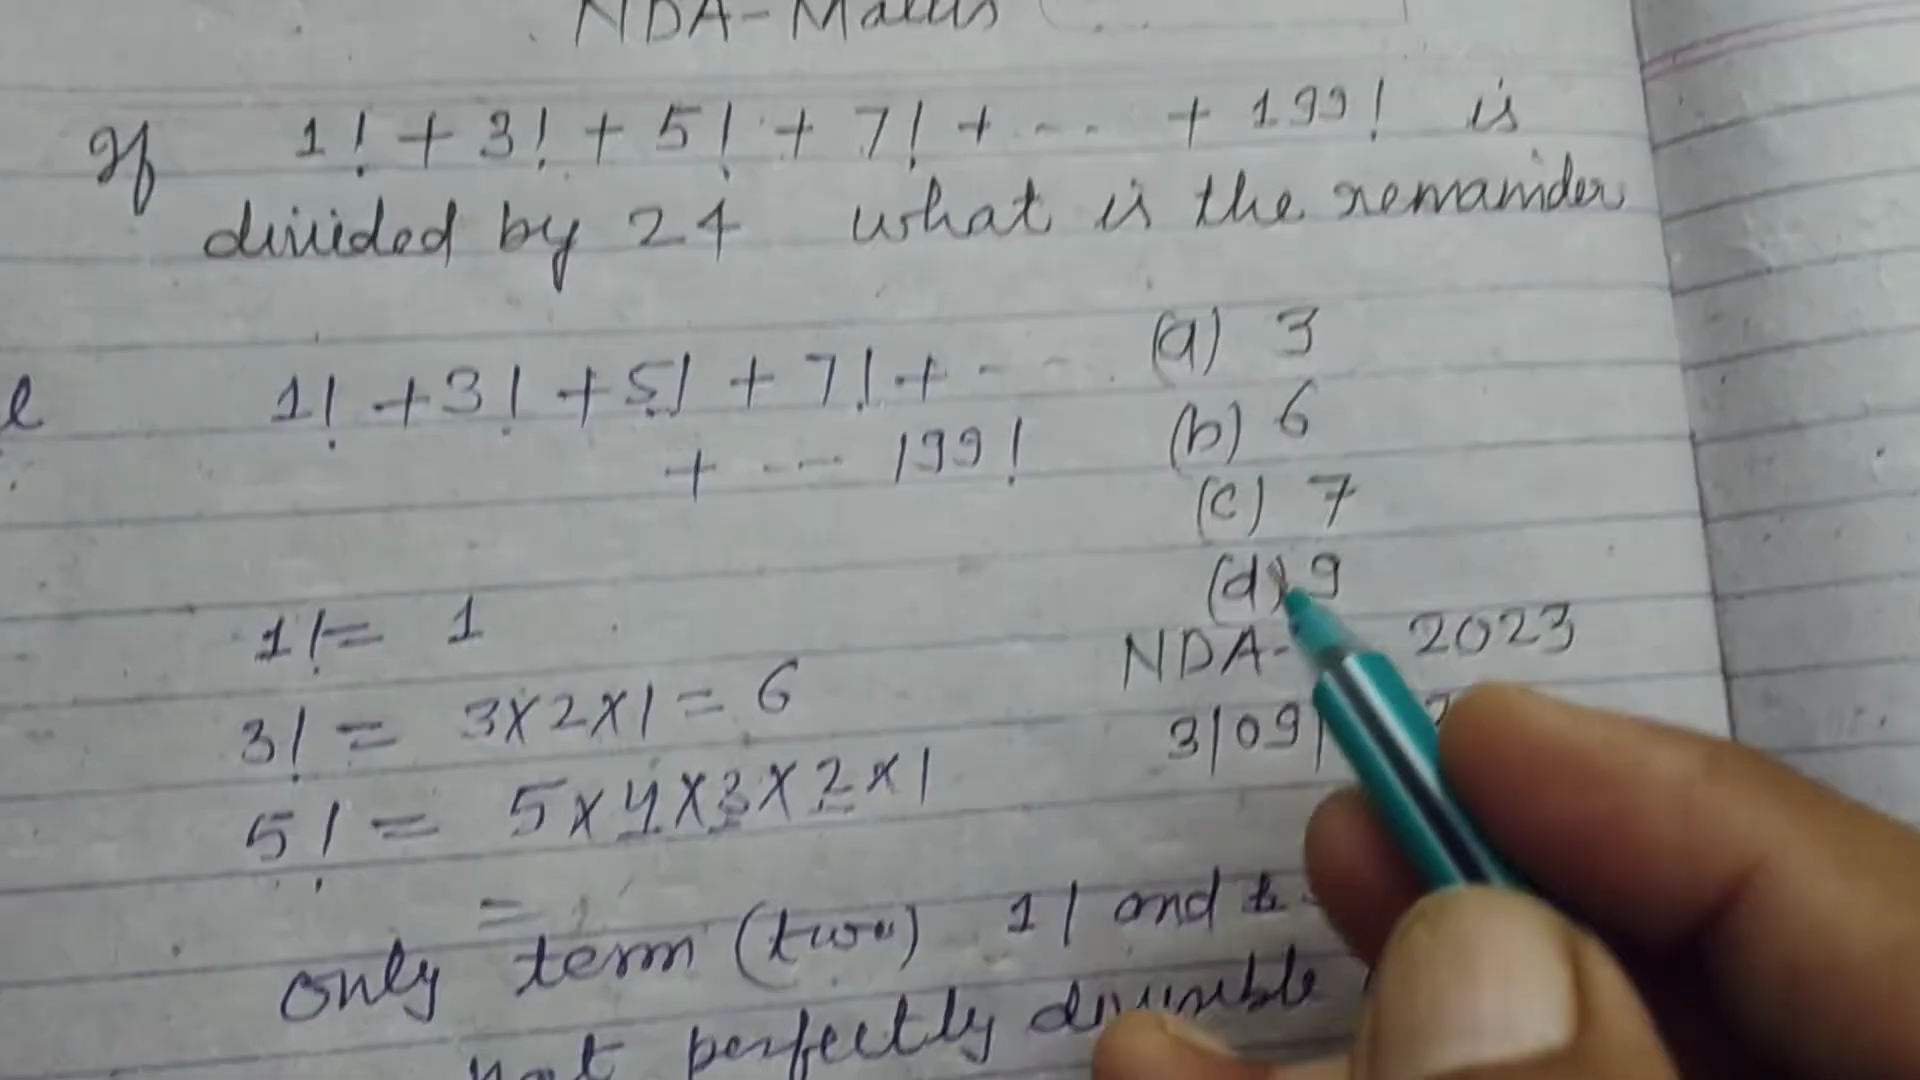 NDA-Maths
If 1! + 3! + 5! + 7! + ... + 199! is
divided by 24 what is the remainder
1! + 3! + 5! + 7! + ...
+ ... 199!
(a) 3
(b) 6
(c) 7
(d) 9
NDA- 2023
3/09/
1! = 1
3! = 3×2×1 = 6
5! = 5×4×3×2×1
=
only term (two) 1! and
not perfectly divisible